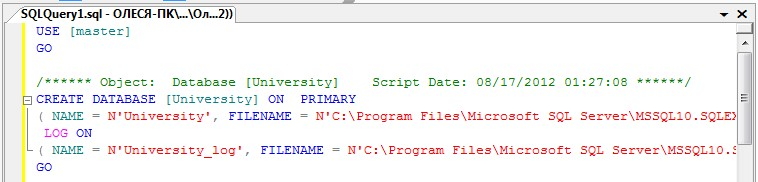 SQLQuery1.sql - ОЛЕСЯ-ПК\...\Ол...2))
USE [master]
GO
/****** Object:  Database [University]    Script Date: 08/17/2012 01:27:08 ******/
CREATE DATABASE [University] ON  PRIMARY
( NAME = N'University', FILENAME = N'C:\Program Files\Microsoft SQL Server\MSSQL10.SQLEX
LOG ON
( NAME = N'University_log', FILENAME = N'C:\Program Files\Microsoft SQL Server\MSSQL10.S
GO